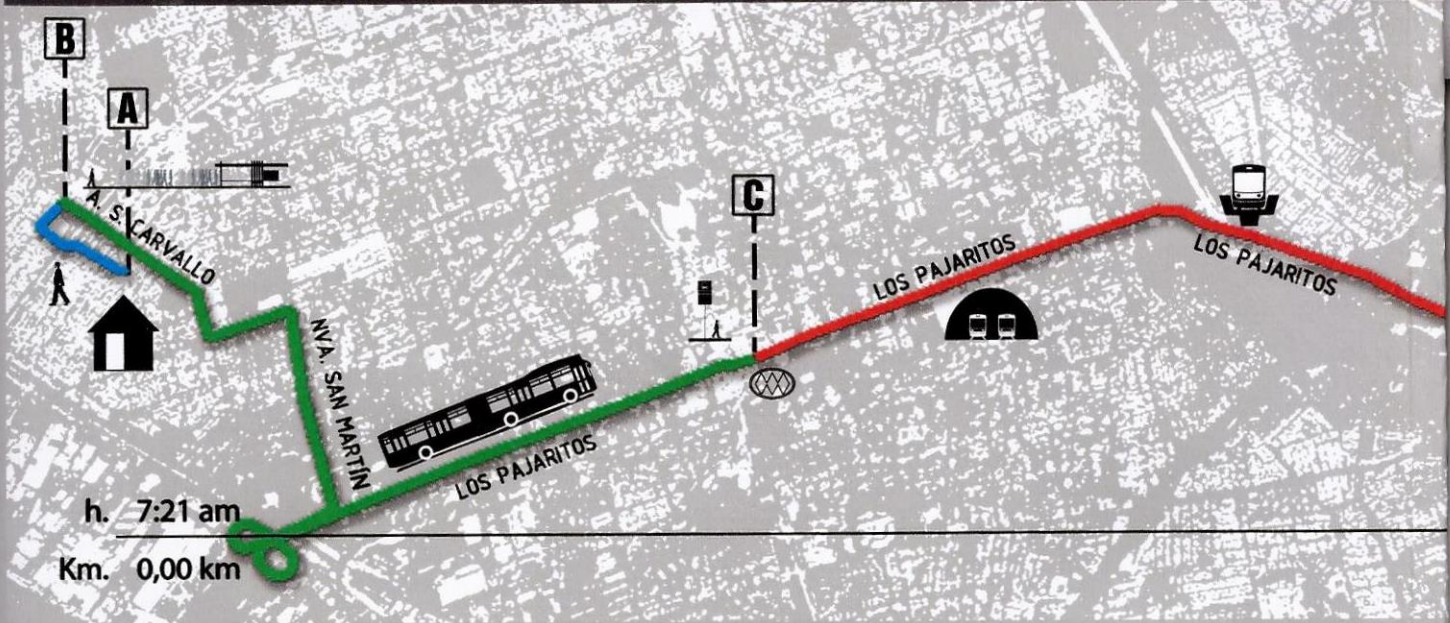 B
A
C
A. S. CARVALLO
NVA. SAN MARTÍN
LOS PAJARITOS
LOS PAJARITOS
LOS PAJARITOS
h. 7:21 am
Km. 0,00 km